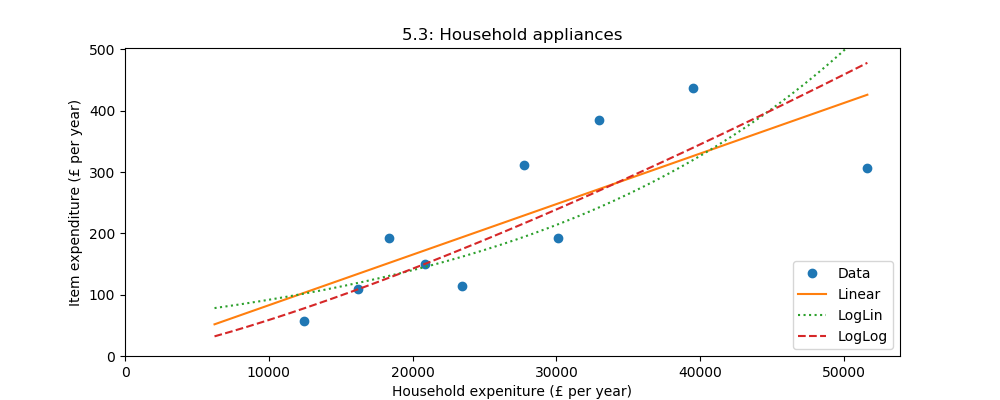 5.3: Household appliances
Item expenditure (£ per year)
500
400
300
200
100
0
0 10000 20000 30000 40000 50000
Household expeniture (£ per year)
Data
Linear
LogLin
LogLog